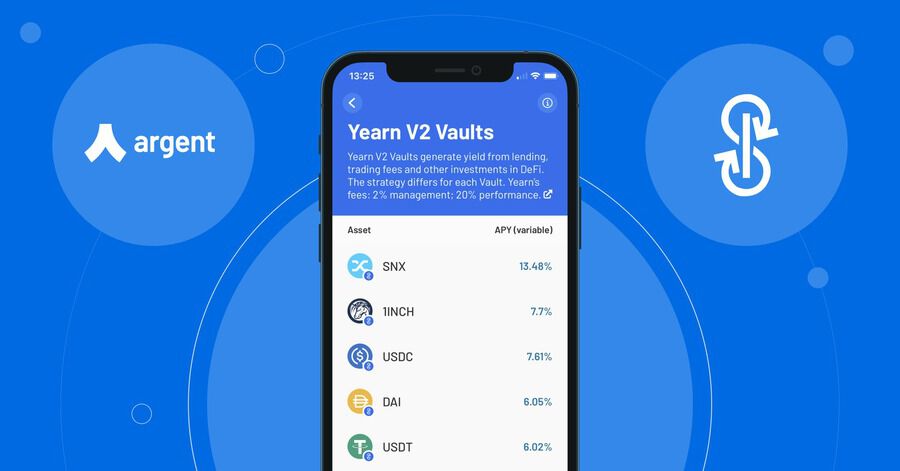 argent
13:25
Yearn V2 Vaults
Yearn V2 Vaults generate yield from lending,
trading fees and other investments in DeFi.
The strategy differs for each Vault. Yearn's
fees: 2% management; 20% performance.
Asset APY (variable)
SNX 13.48%
1INCH 7.7%
USDC 7.61%
DAI 6.05%
USDT 6.02%